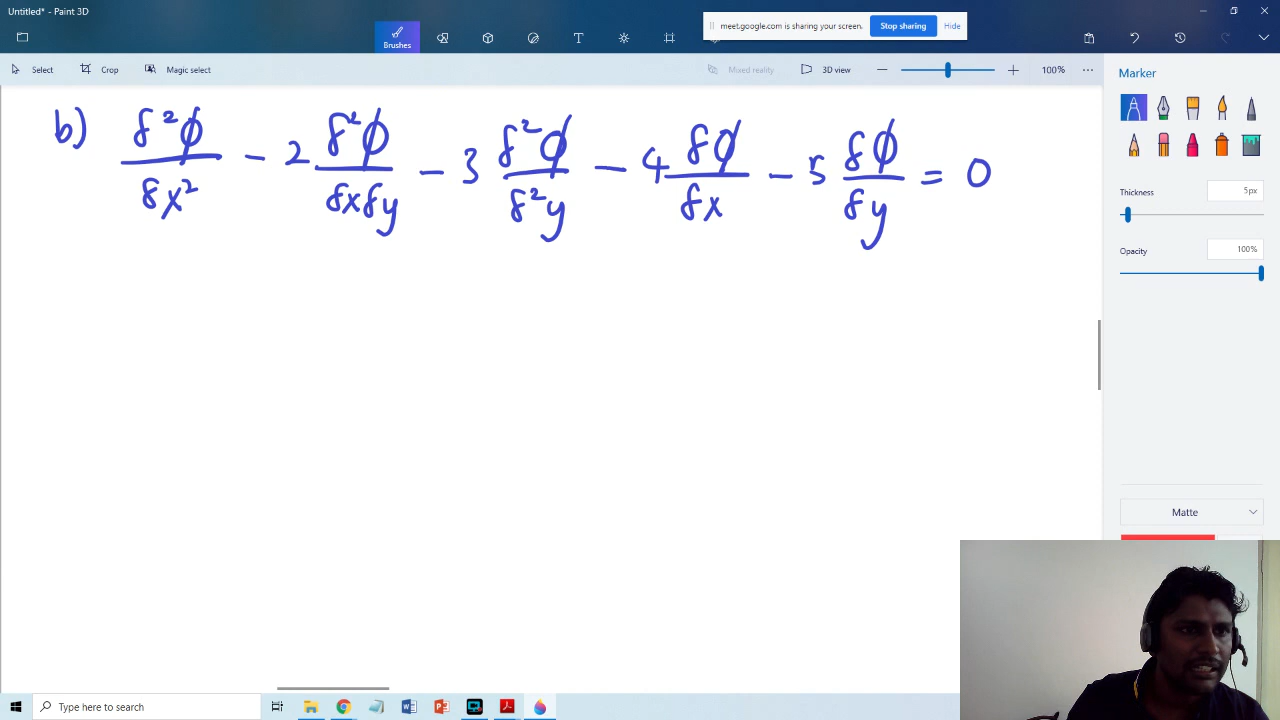 Untitled* - Paint 3D
meet.google.com is sharing your screen. Stop sharing Hide
Brushes
Select Crop Magic select Mixed reality 3D view 100%
Marker
Thickness 5px
Opacity 100%
Matte
b) δ²ϕ/δx² - 2 δ²ϕ/δxδy - 3 δ²ϕ/δ²y - 4 δϕ/δx - 5 δϕ/δy = 0
Type here to search